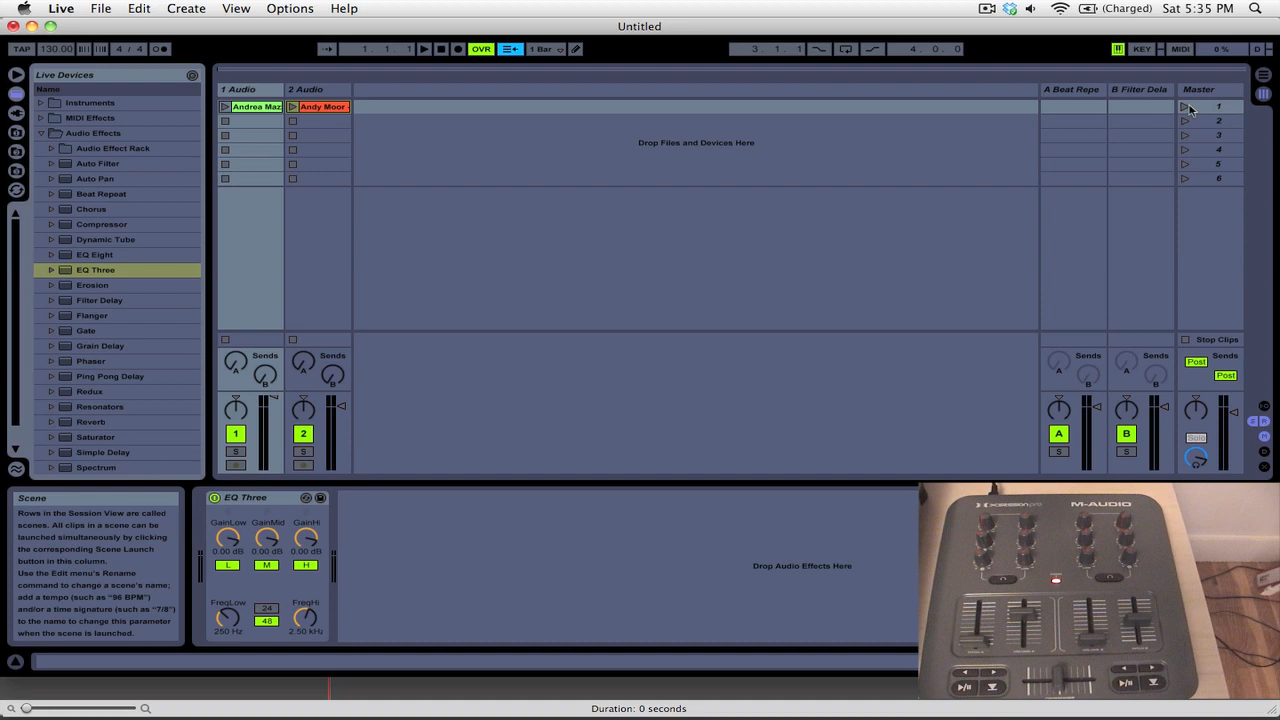 Live File Edit Create View Options Help (Charged) Sat 5:35 PM
Untitled
TAP 130.00 4 / 4 1. 1. 1 OVR 1 Bar 3. 1. 1 4. 0. 0 KEY MIDI 0 % D
Live Devices
Name
Instruments
MIDI Effects
Audio Effects
Audio Effect Rack
Auto Filter
Auto Pan
Beat Repeat
Chorus
Compressor
Dynamic Tube
EQ Eight
EQ Three
Erosion
Filter Delay
Flanger
Gate
Grain Delay
Phaser
Ping Pong Delay
Redux
Resonators
Reverb
Saturator
Simple Delay
Spectrum
1 Audio 2 Audio A Beat Repe B Filter Dela Master
Andrea Maz Andy Moor - 1
2
3
4
5
6
Drop Files and Devices Here
Stop Clips
Sends Sends Sends Sends Sends
A A A A Post
B B B B Post
1 2 A B Solo
S S S S
Scene
Rows in the Session View are called
scenes. All clips in a scene can be
launched simultaneously by clicking
the corresponding Scene Launch
button in this column.
Use the Edit menu's Rename
command to change a scene's name;
add a tempo (such as "96 BPM")
and/or a time signature (such as "7/8")
to the name to change this parameter
when the scene is launched.
EQ Three
GainLow GainMid GainHi
0.00 dB 0.00 dB 0.00 dB
L M H
FreqLow 24 FreqHi
48
250 Hz 2.50 kHz
Drop Audio Effects Here
M-AUDIO
Duration: 0 seconds